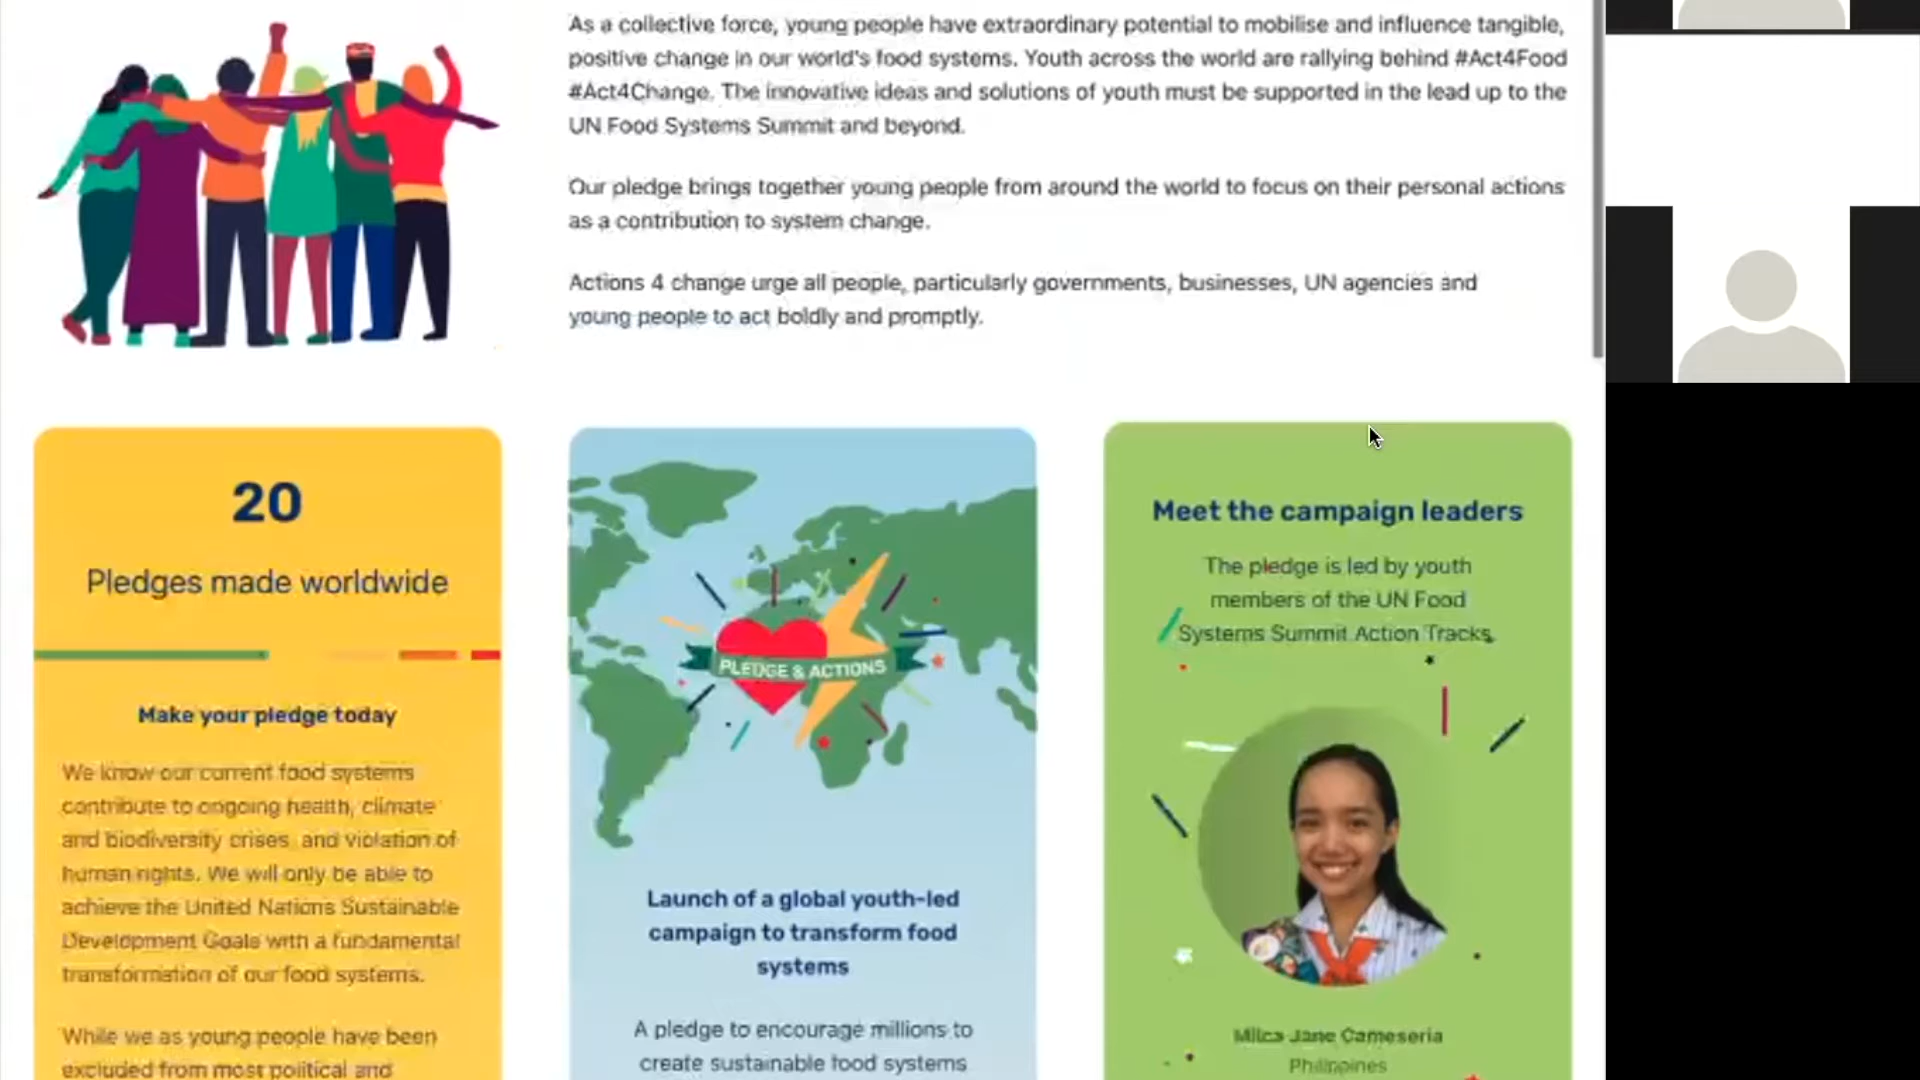 As a collective force, young people have extraordinary potential to mobilise and influence tangible,
positive change in our world's food systems. Youth across the world are rallying behind #Act4Food
#Act4Change. The innovative ideas and solutions of youth must be supported in the lead up to the
UN Food Systems Summit and beyond.
Our pledge brings together young people from around the world to focus on their personal actions
as a contribution to system change.
Actions 4 change urge all people, particularly governments, businesses, UN agencies and
young people to act boldly and promptly.
20
Pledges made worldwide
Make your pledge today
We know our current food systems
contribute to ongoing health, climate
and biodiversity crises, and violation of
human rights. We will only be able to
achieve the United Nations Sustainable
Development Goals with a fundamental
transformation of our food systems.
While we as young people have been
excluded from most political and
PLEDGE & ACTIONS
Launch of a global youth-led
campaign to transform food
systems
A pledge to encourage millions to
create sustainable food systems
Meet the campaign leaders
The pledge is led by youth
members of the UN Food
Systems Summit Action Tracks.
Milca Jane Cameseria
Philippines